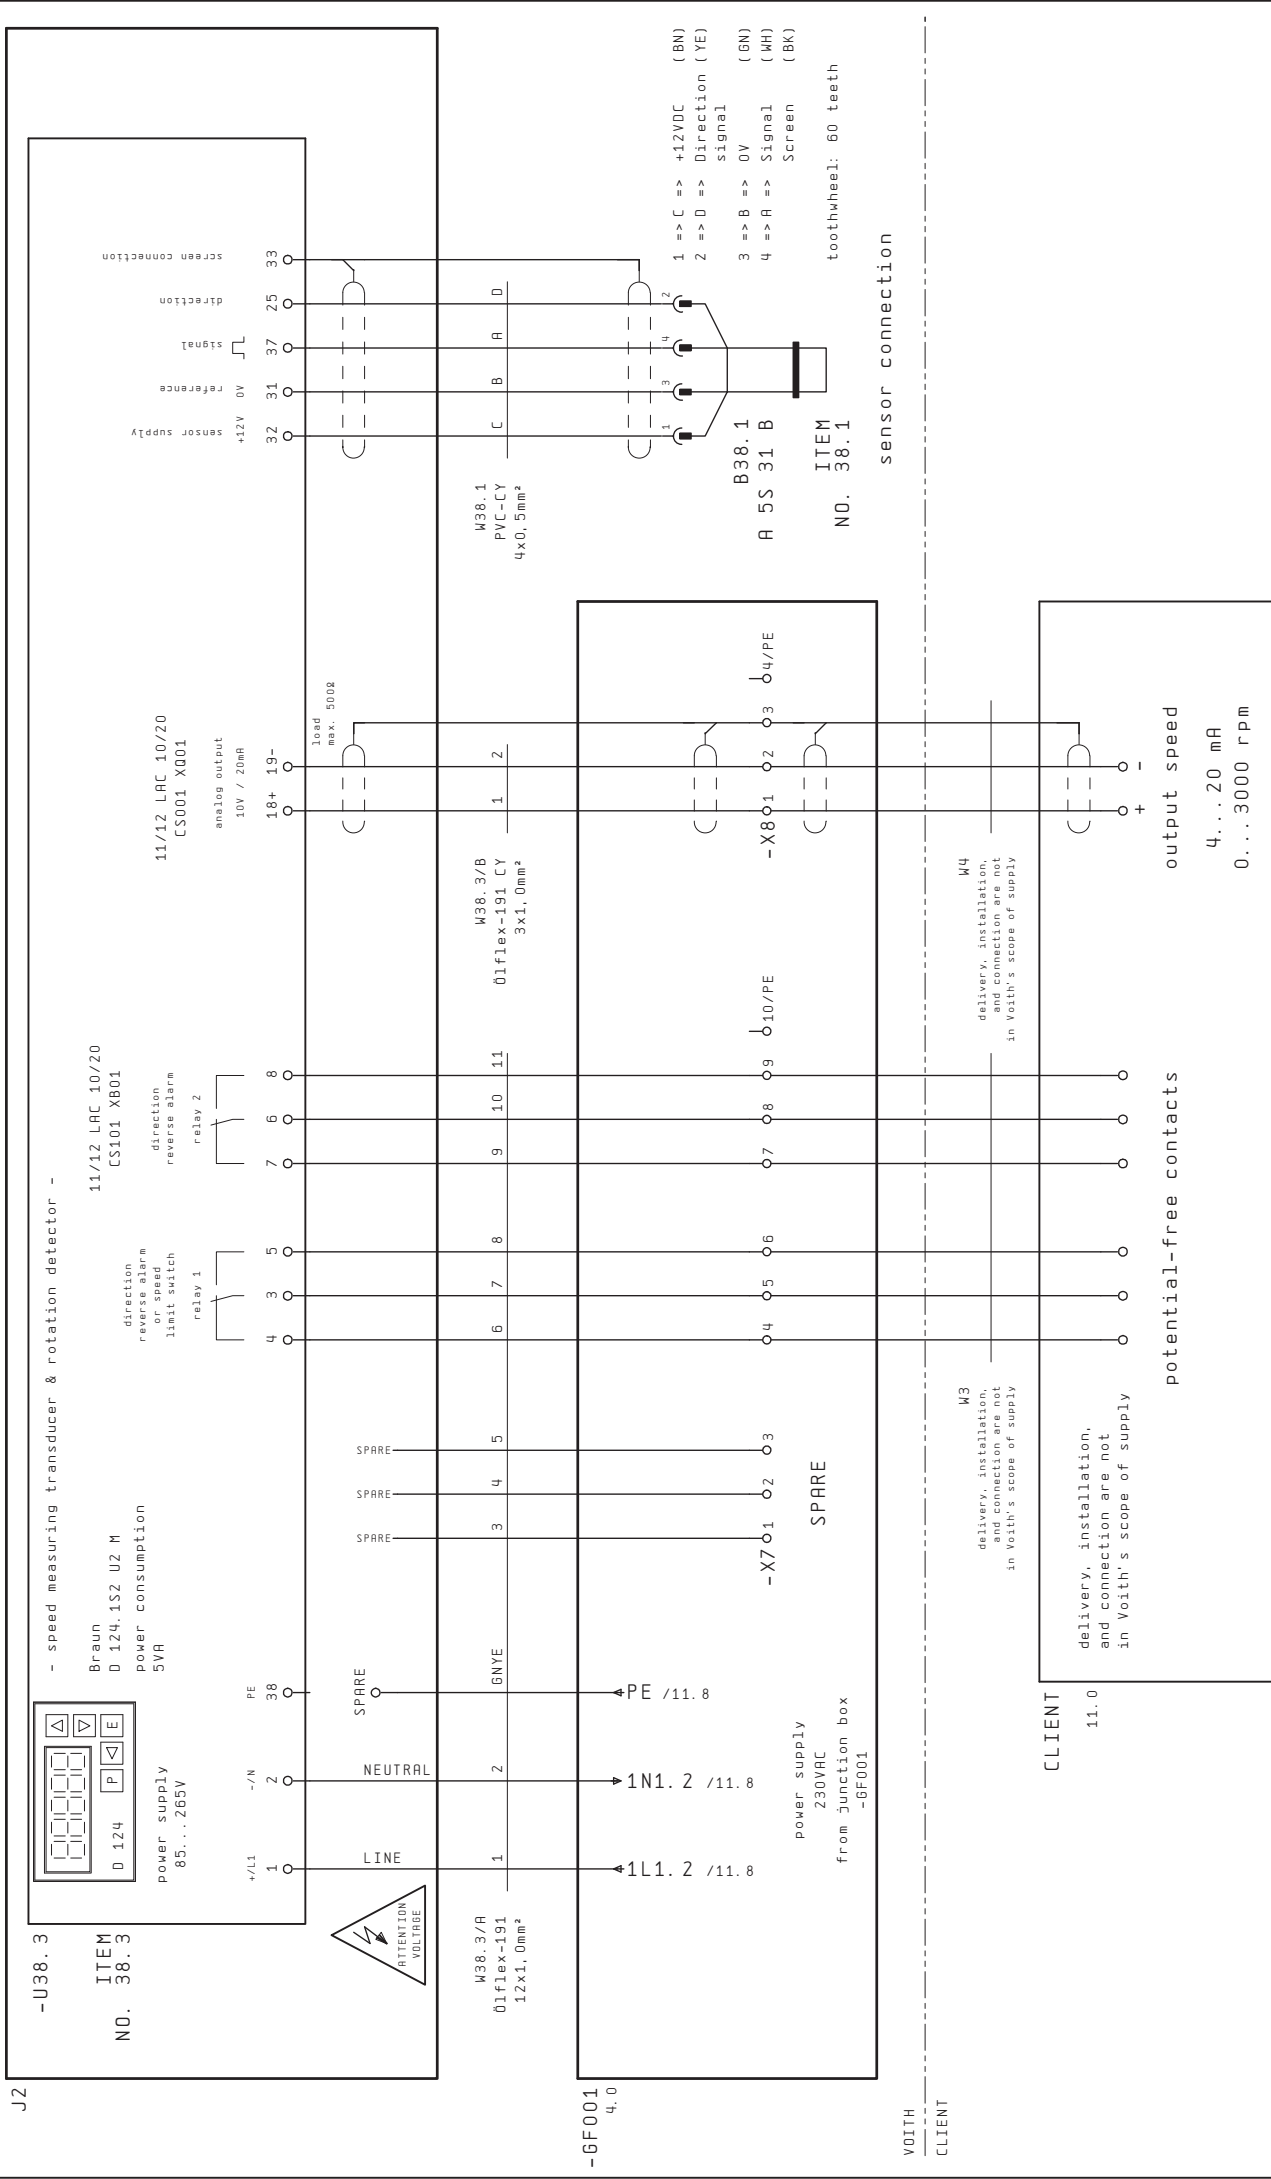 J2
-U38.3
ITEM
NO. 38.3
- speed measuring transducer & rotation detector -
Braun
D 124.1S2 U2 M
power consumption
5VA
D 124
P
E
power supply
85...265V
+/L1
1
-/N
2
PE
38
direction
reverse alarm
or speed
limit switch
relay 1
4
3
5
11/12 LAC 10/20
CS101 XB01
direction
reverse alarm
relay 2
7
6
8
11/12 LAC 10/20
CS001 XQ01
analog output
10V / 20mA
18+
19-
load
max. 500Ω
sensor supply
+12V
32
reference
0V
31
signal
37
direction
25
screen connection
33
ATTENTION
VOLTAGE
LINE
NEUTRAL
SPARE
SPARE
SPARE
SPARE
W38.3/A
Ölflex-191
12x1,0mm²
1
2
GNYE
3
4
5
6
7
8
9
10
11
W38.3/B
Ölflex-191 CY
3x1,0mm²
1
2
W38.1
PVC-CY
4x0,5mm²
C
B
A
D
-GF001
4.0
1L1.2 /11.8
1N1.2 /11.8
PE /11.8
power supply
230VAC
from junction box
-GF001
-X7
1
2
3
4
5
6
7
8
9
10/PE
SPARE
-X8
1
2
3
4/PE
1
3
4
2
B38.1
A 5S 31 B
ITEM
NO. 38.1
1 => C => +12VDC (BN)
2 => D => Direction (YE)
signal
3 => B => 0V (GN)
4 => A => Signal (WH)
Screen (BK)
toothwheel: 60 teeth
sensor connection
VOITH
CLIENT
W3
delivery, installation,
and connection are not
in Voith's scope of supply
W4
delivery, installation,
and connection are not
in Voith's scope of supply
CLIENT
11.0
delivery, installation,
and connection are not
in Voith's scope of supply
potential-free contacts
+
-
output speed
4...20 mA
0...3000 rpm